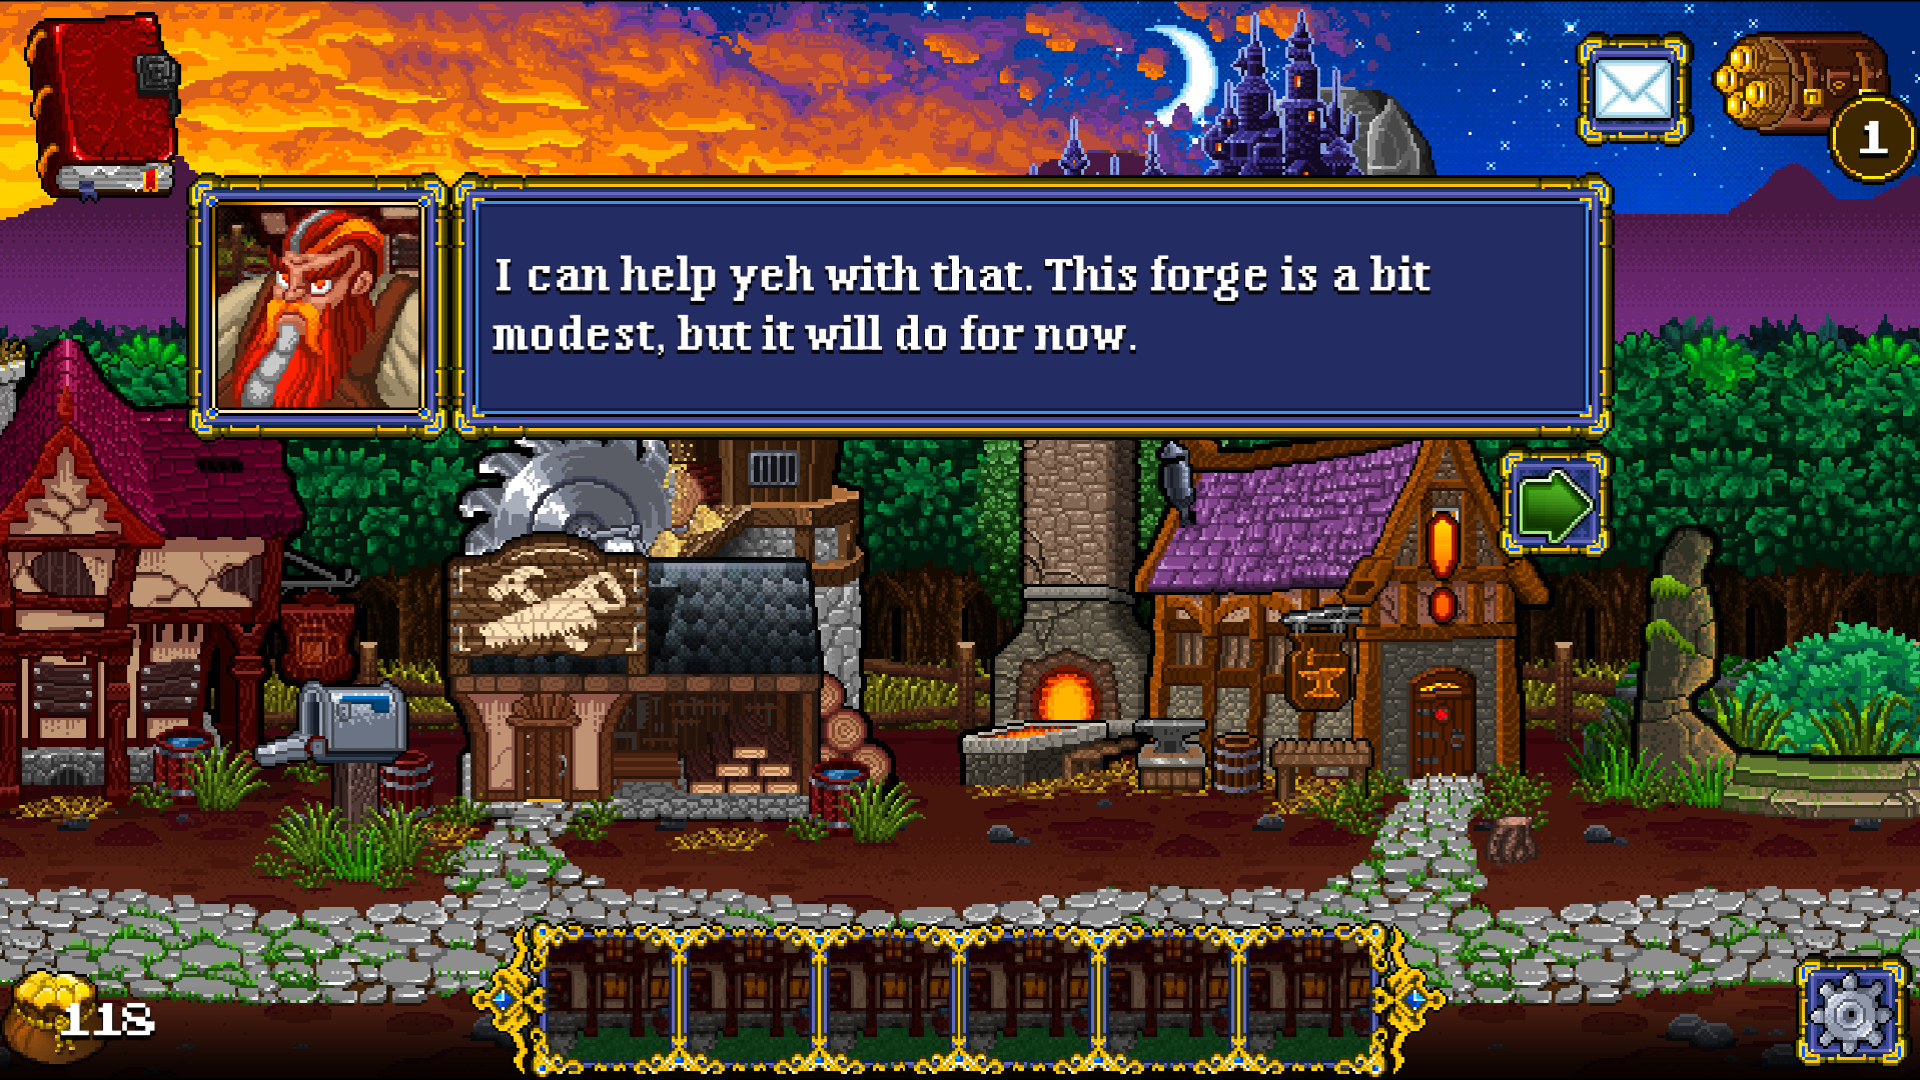 1
I can help yeh with that. This forge is a bit
modest, but it will do for now.
118